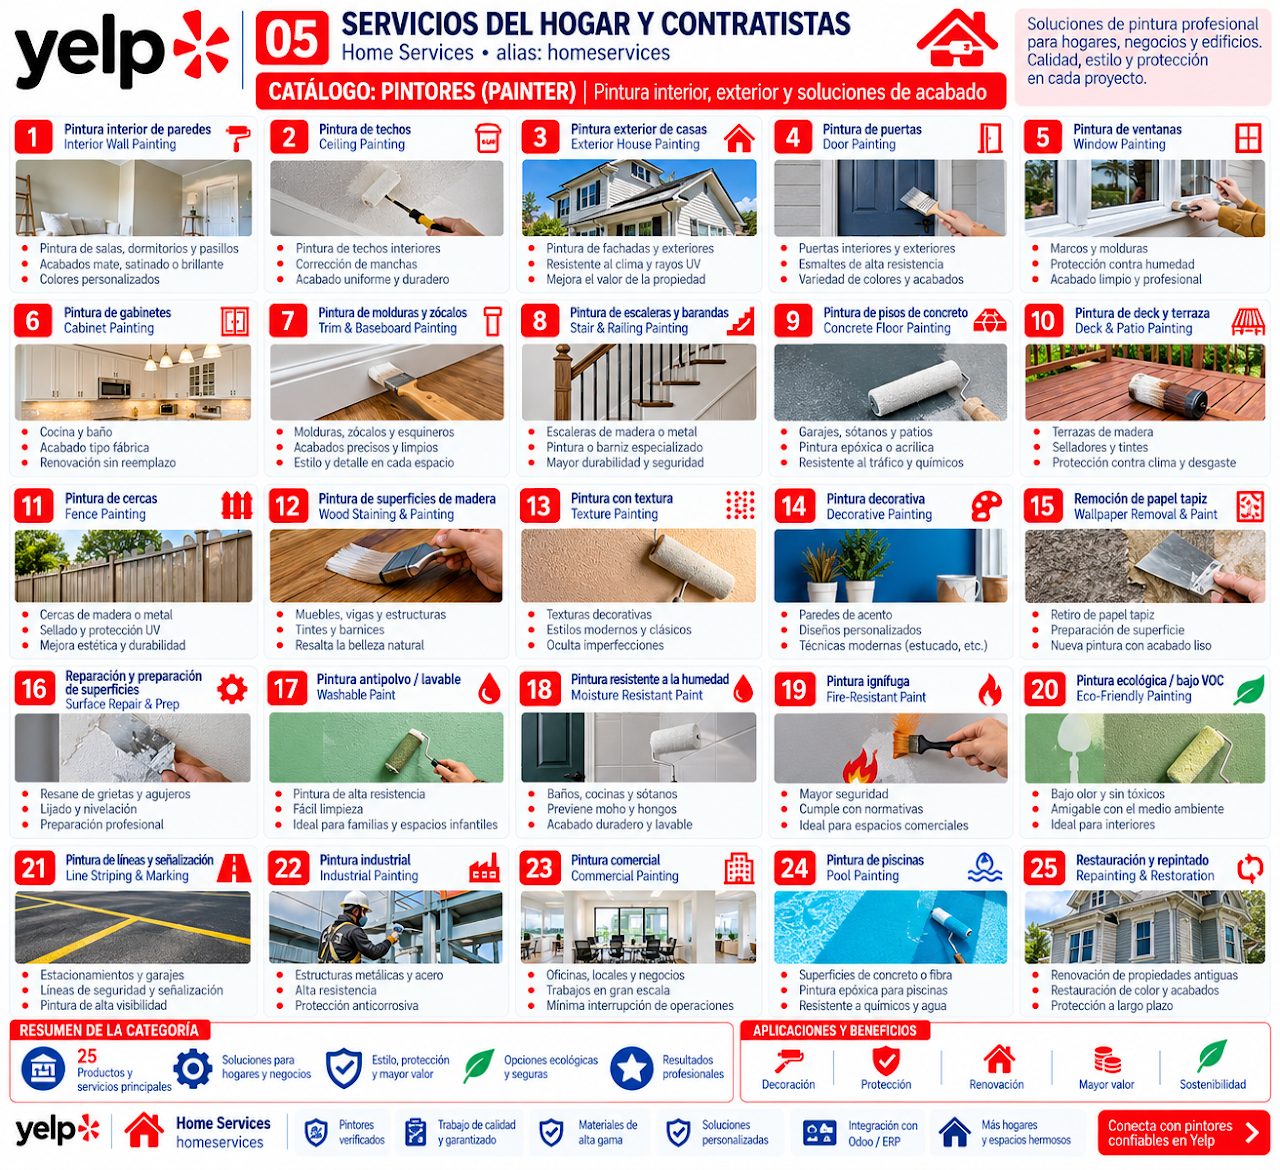 yelp
05
SERVICIOS DEL HOGAR Y CONTRATISTAS
Home Services • alias: homeservices
CATÁLOGO: PINTORES (PAINTER) | Pintura interior, exterior y soluciones de acabado
Soluciones de pintura profesional
para hogares, negocios y edificios.
Calidad, estilo y protección
en cada proyecto.
1
Pintura interior de paredes
Interior Wall Painting
• Pintura de salas, dormitorios y pasillos
• Acabados mate, satinado o brillante
• Colores personalizados
2
Pintura de techos
Ceiling Painting
• Pintura de techos interiores
• Corrección de manchas
• Acabado uniforme y duradero
3
Pintura exterior de casas
Exterior House Painting
• Pintura de fachadas y exteriores
• Resistente al clima y rayos UV
• Mejora el valor de la propiedad
4
Pintura de puertas
Door Painting
• Puertas interiores y exteriores
• Esmaltes de alta resistencia
• Variedad de colores y acabados
5
Pintura de ventanas
Window Painting
• Marcos y molduras
• Protección contra humedad
• Acabado limpio y profesional
6
Pintura de gabinetes
Cabinet Painting
• Cocina y baño
• Acabado tipo fábrica
• Renovación sin reemplazo
7
Pintura de molduras y zócalos
Trim & Baseboard Painting
• Molduras, zócalos y esquineros
• Acabados precisos y limpios
• Estilo y detalle en cada espacio
8
Pintura de escaleras y barandas
Stair & Railing Painting
• Escaleras de madera o metal
• Pintura o barniz especializado
• Mayor durabilidad y seguridad
9
Pintura de pisos de concreto
Concrete Floor Painting
• Garajes, sótanos y patios
• Pintura epóxica o acrílica
• Resistente al tráfico y químicos
10
Pintura de deck y terraza
Deck & Patio Painting
• Terrazas de madera
• Selladores y tintes
• Protección contra clima y desgaste
11
Pintura de cercas
Fence Painting
• Cercas de madera o metal
• Sellado y protección UV
• Mejora estética y durabilidad
12
Pintura de superficies de madera
Wood Staining & Painting
• Muebles, vigas y estructuras
• Tintes y barnices
• Resalta la belleza natural
13
Pintura con textura
Texture Painting
• Texturas decorativas
• Estilos modernos y clásicos
• Oculta imperfecciones
14
Pintura decorativa
Decorative Painting
• Paredes de acento
• Diseños personalizados
• Técnicas modernas (estucado, etc.)
15
Remoción de papel tapiz
Wallpaper Removal & Paint
• Retiro de papel tapiz
• Preparación de superficie
• Nueva pintura con acabado liso
16
Reparación y preparación
de superficies
Surface Repair & Prep
• Resane de grietas y agujeros
• Lijado y nivelación
• Preparación profesional
17
Pintura antipolvo / lavable
Washable Paint
• Pintura de alta resistencia
• Fácil limpieza
• Ideal para familias y espacios infantiles
18
Pintura resistente a la humedad
Moisture Resistant Paint
• Baños, cocinas y sótanos
• Previene moho y hongos
• Acabado duradero y lavable
19
Pintura ignífuga
Fire-Resistant Paint
• Mayor seguridad
• Cumple con normativas
• Ideal para espacios comerciales
20
Pintura ecológica / bajo VOC
Eco-Friendly Painting
• Bajo olor y sin tóxicos
• Amigable con el medio ambiente
• Ideal para interiores
21
Pintura de líneas y señalización
Line Striping & Marking
• Estacionamientos y garajes
• Líneas de seguridad y señalización
• Pintura de alta visibilidad
22
Pintura industrial
Industrial Painting
• Estructuras metálicas y acero
• Alta resistencia
• Protección anticorrosiva
23
Pintura comercial
Commercial Painting
• Oficinas, locales y negocios
• Trabajos en gran escala
• Mínima interrupción de operaciones
24
Pintura de piscinas
Pool Painting
• Superficies de concreto o fibra
• Pintura epóxica para piscinas
• Resistente a químicos y agua
25
Restauración y repintado
Repainting & Restoration
• Renovación de propiedades antiguas
• Restauración de color y acabados
• Protección a largo plazo
RESUMEN DE LA CATEGORÍA
25
Productos y
servicios principales
Soluciones para
hogares y negocios
Estilo, protección
y mayor valor
Opciones ecológicas
y seguras
Resultados
profesionales
APLICACIONES Y BENEFICIOS
Decoración
Protección
Renovación
Mayor valor
Sostenibilidad
yelp
Home Services
homeservices
Pintores
verificados
Trabajo de calidad
y garantizado
Materiales de
alta gama
Soluciones
personalizadas
Integración con
Odoo / ERP
Más hogares
y espacios hermosos
Conecta con pintores
confiables en Yelp